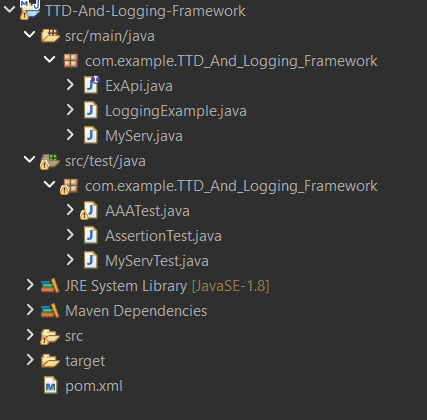 TTD-And-Logging-Framework
src/main/java
com.example.TTD_And_Logging_Framework
ExApi.java
LoggingExample.java
MyServ.java
src/test/java
com.example.TTD_And_Logging_Framework
AAATest.java
AssertionTest.java
MyServTest.java
JRE System Library [JavaSE-1.8]
Maven Dependencies
src
target
pom.xml